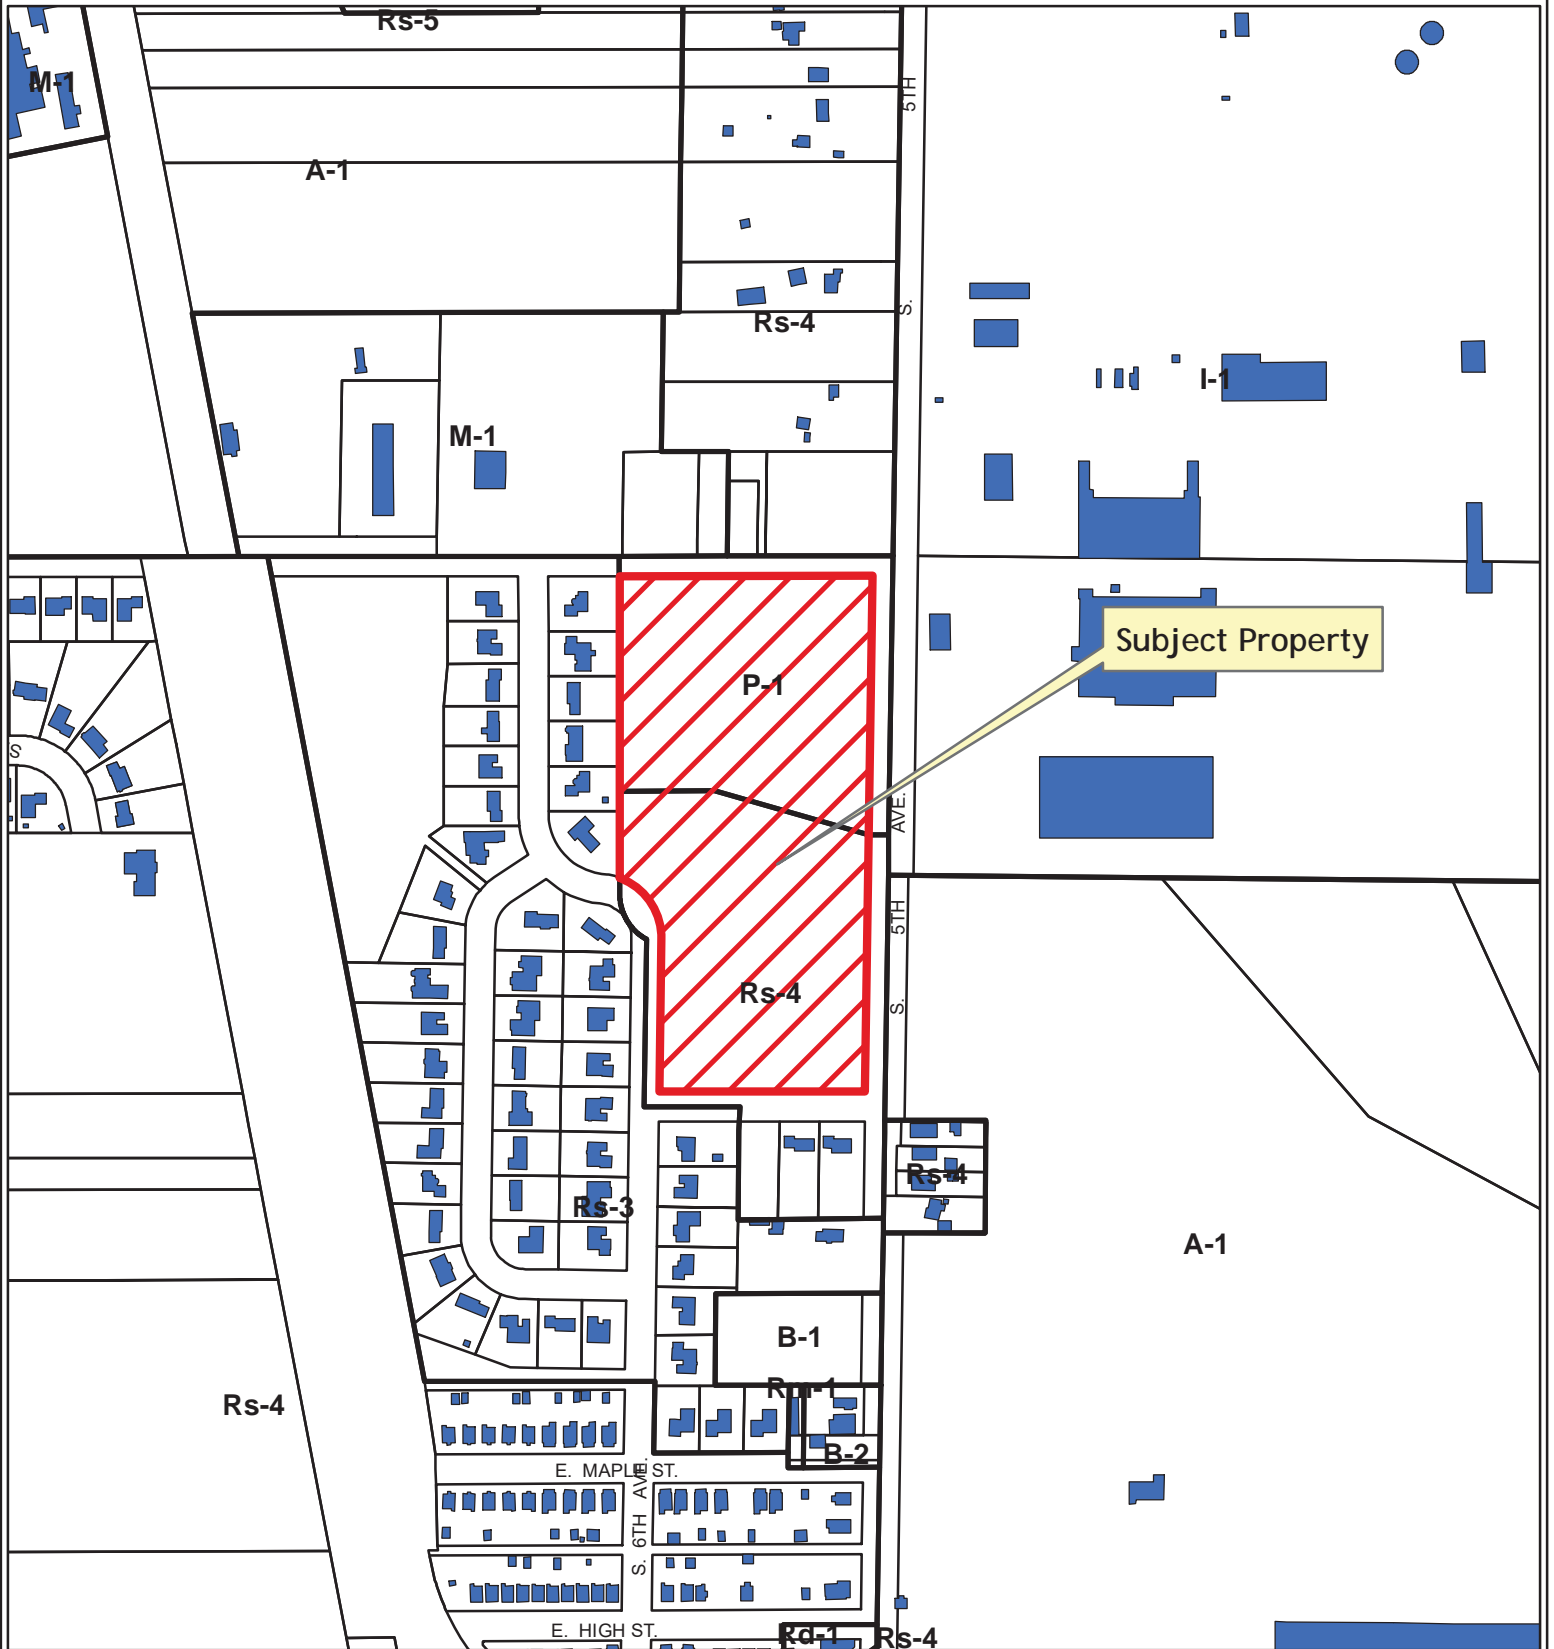 Rs-5
M-1
5TH
A-1
S.
Rs-4
I-1
M-1
Subject Property
P-1
S
AVE.
5TH
Rs-4
S.
Rs-4
Rs-3
A-1
B-1
Rm-1
Rs-4
B-2
E. MAPLE ST.
S. 6TH AVE.
E. HIGH ST.
Rd-1
Rs-4